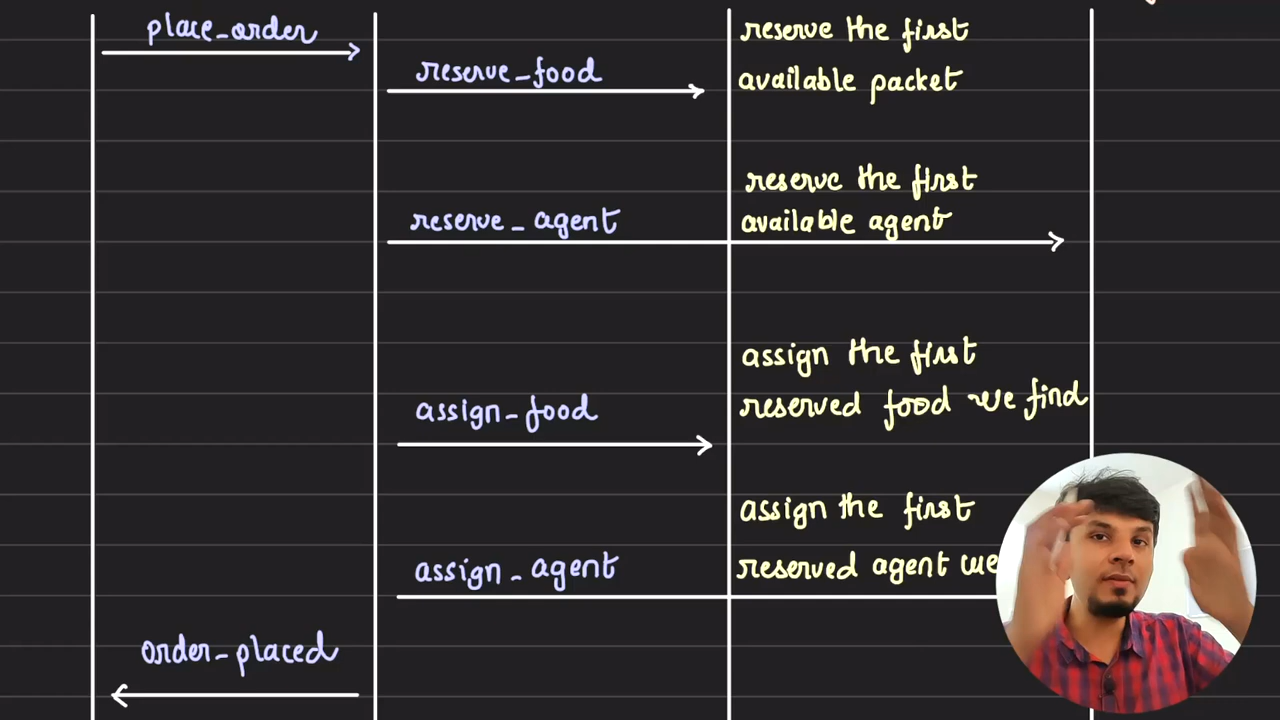 place_order
reserve the first
reserve_food
available packet
reserve the first
reserve_agent
available agent
assign the first
assign_food
reserved food we find
assign the first
assign_agent
reserved agent we
order_placed